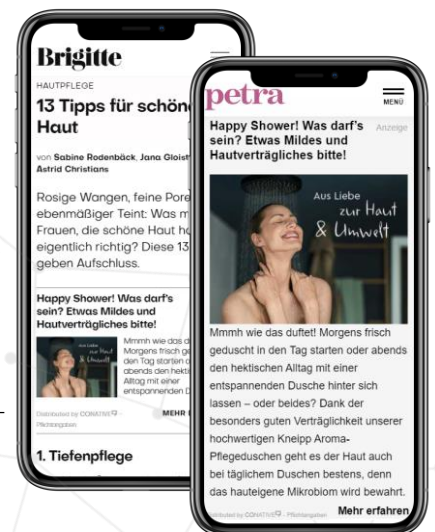 Brigitte
HAUTPFLEGE
13 Tipps für schöne
Haut
von Sabine Rodenbäck, Jana Gloist
Astrid Christians
Rosige Wangen, feine Pore
ebenmäßiger Teint: Was m
Frauen, die schöne Haut ha
eigentlich richtig? Diese 13
geben Aufschluss.
Happy Shower! Was darf's
sein? Etwas Mildes und
Hautverträgliches bitte!
Aus Liebe
zur Haut
& Umwelt
Mmmh wie das d
Morgens frisch ge
duscht in den Tag
abends den hekti
Alltag mit einer
entspannenden D
Distributed by CONATIVE -
Pflichtangaben
MEHR E
1. Tiefenpflege
petra
MENÜ
Happy Shower! Was darf's
sein? Etwas Mildes und
Hautverträgliches bitte!
Anzeige
Aus Liebe
zur Haut
& Umwelt
Mmmh wie das duftet! Morgens frisch
geduscht in den Tag starten oder abends
den hektischen Alltag mit einer
entspannenden Dusche hinter sich
lassen – oder beides? Dank der
besonders guten Verträglichkeit unserer
hochwertigen Kneipp Aroma-
Pflegeduschen geht es der Haut auch
bei täglichem Duschen bestens, denn
das hauteigene Mikrobiom wird bewahrt.
Distributed by CONATIVE - Pflichtangaben
Mehr erfahren